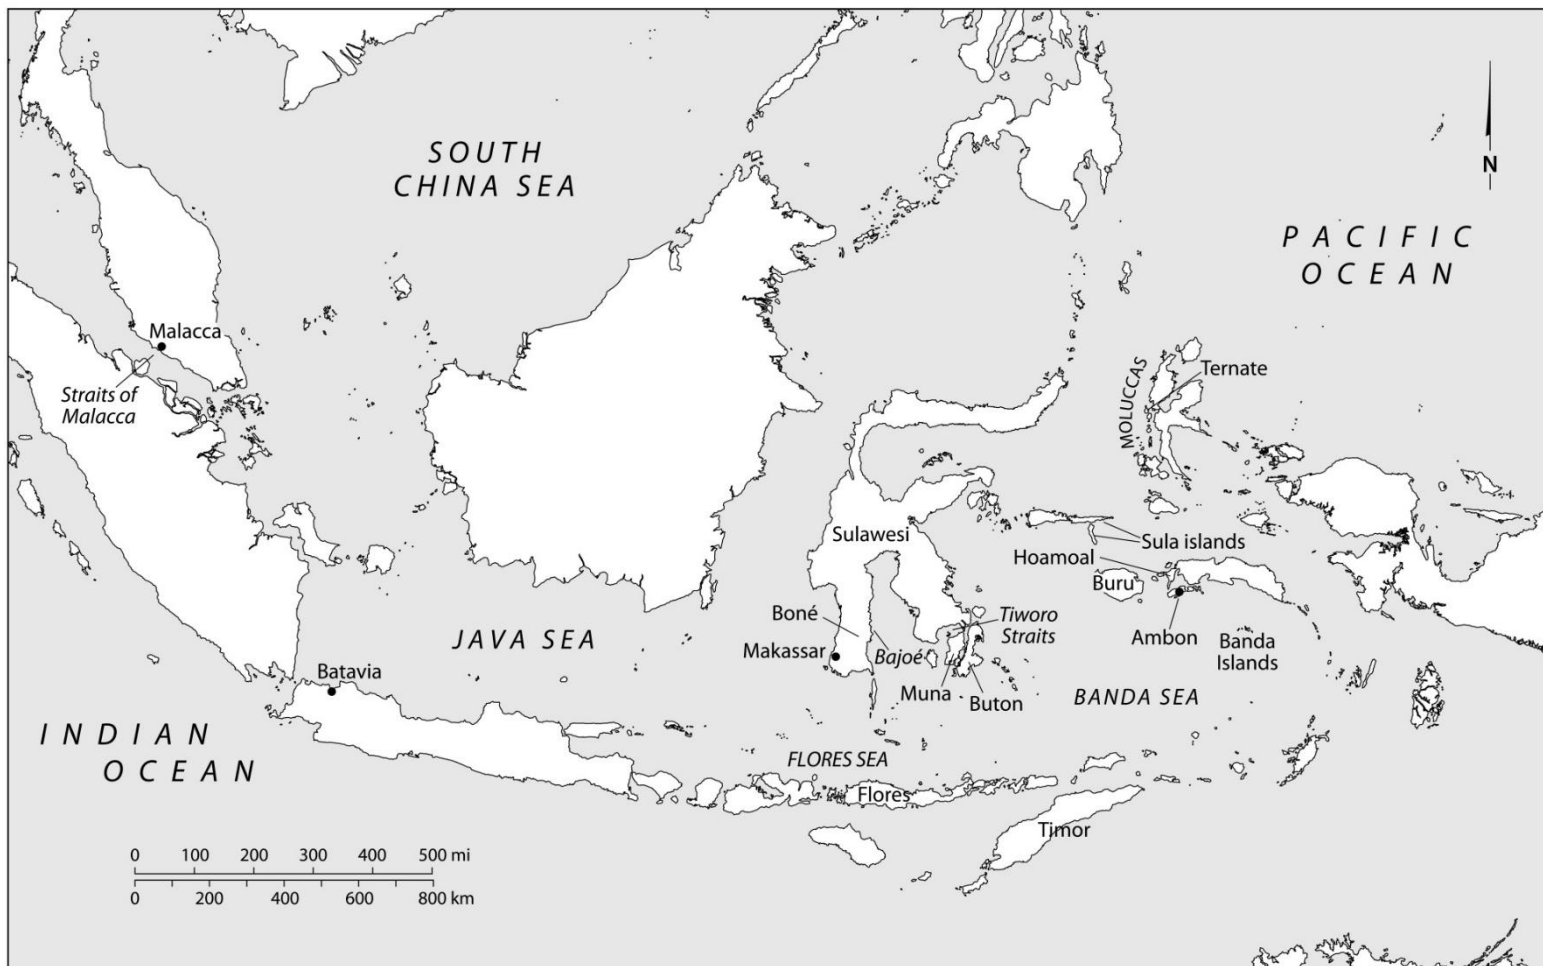 SOUTH
CHINA SEA
N
PACIFIC
OCEAN
Malacca
Straits of
Malacca
MOLUCCAS
Ternate
Sulawesi
Sula islands
Hoamoal
Buru
Boné
Tiworo
Straits
JAVA SEA
Makassar
Bajoé
Ambon
Banda
Islands
Batavia
Muna
Buton
BANDA SEA
INDIAN
OCEAN
FLORES SEA
Flores
Timor
0 100 200 300 400 500 mi
0 200 400 600 800 km